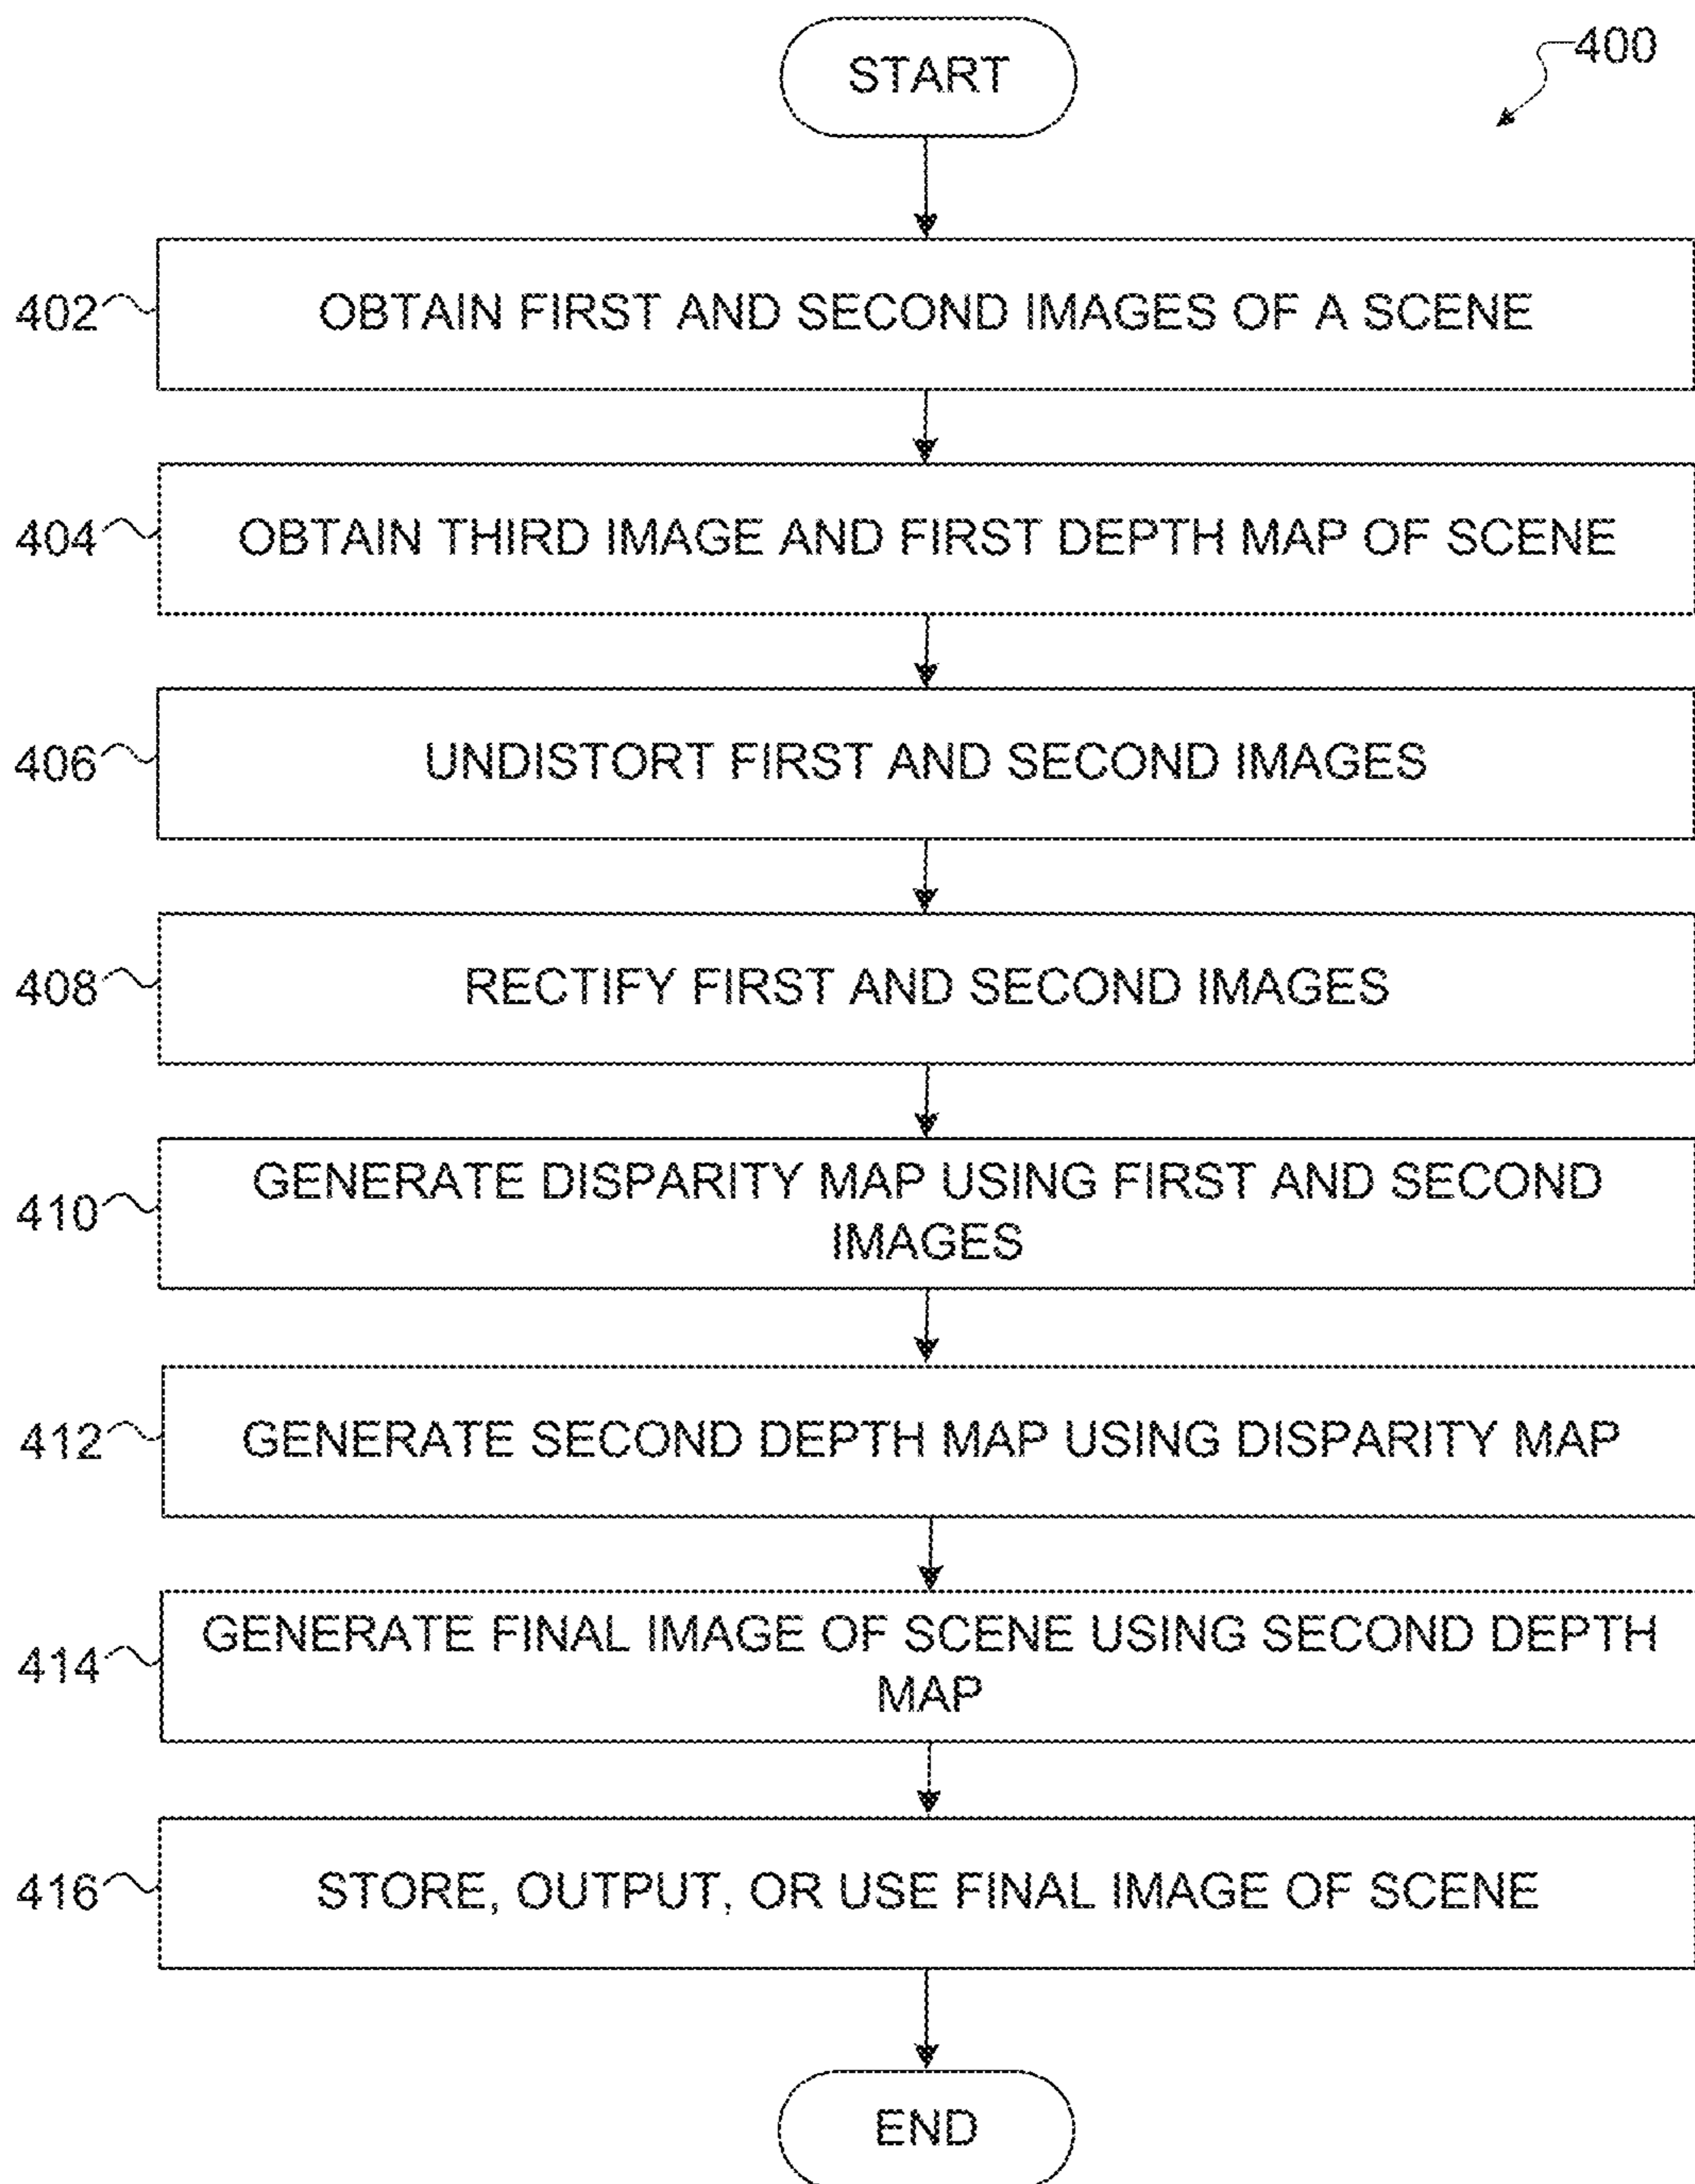 START
400
402
OBTAIN FIRST AND SECOND IMAGES OF A SCENE
404
OBTAIN THIRD IMAGE AND FIRST DEPTH MAP OF SCENE
406
UNDISTORT FIRST AND SECOND IMAGES
408
RECTIFY FIRST AND SECOND IMAGES
410
GENERATE DISPARITY MAP USING FIRST AND SECOND
IMAGES
412
GENERATE SECOND DEPTH MAP USING DISPARITY MAP
414
GENERATE FINAL IMAGE OF SCENE USING SECOND DEPTH
MAP
416
STORE, OUTPUT, OR USE FINAL IMAGE OF SCENE
END